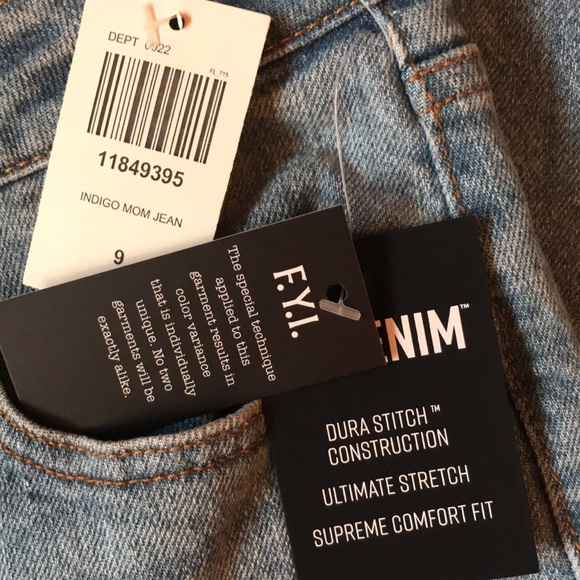 DEPT 0022
FL 715
11849395
INDIGO MOM JEAN
9
F.Y.I.
The special technique
applied to this
garment results in
color variance
that is individually
unique. No two
garments will be
exactly alike.
ENIM™
DURA STITCH™
CONSTRUCTION
ULTIMATE STRETCH
SUPREME COMFORT FIT